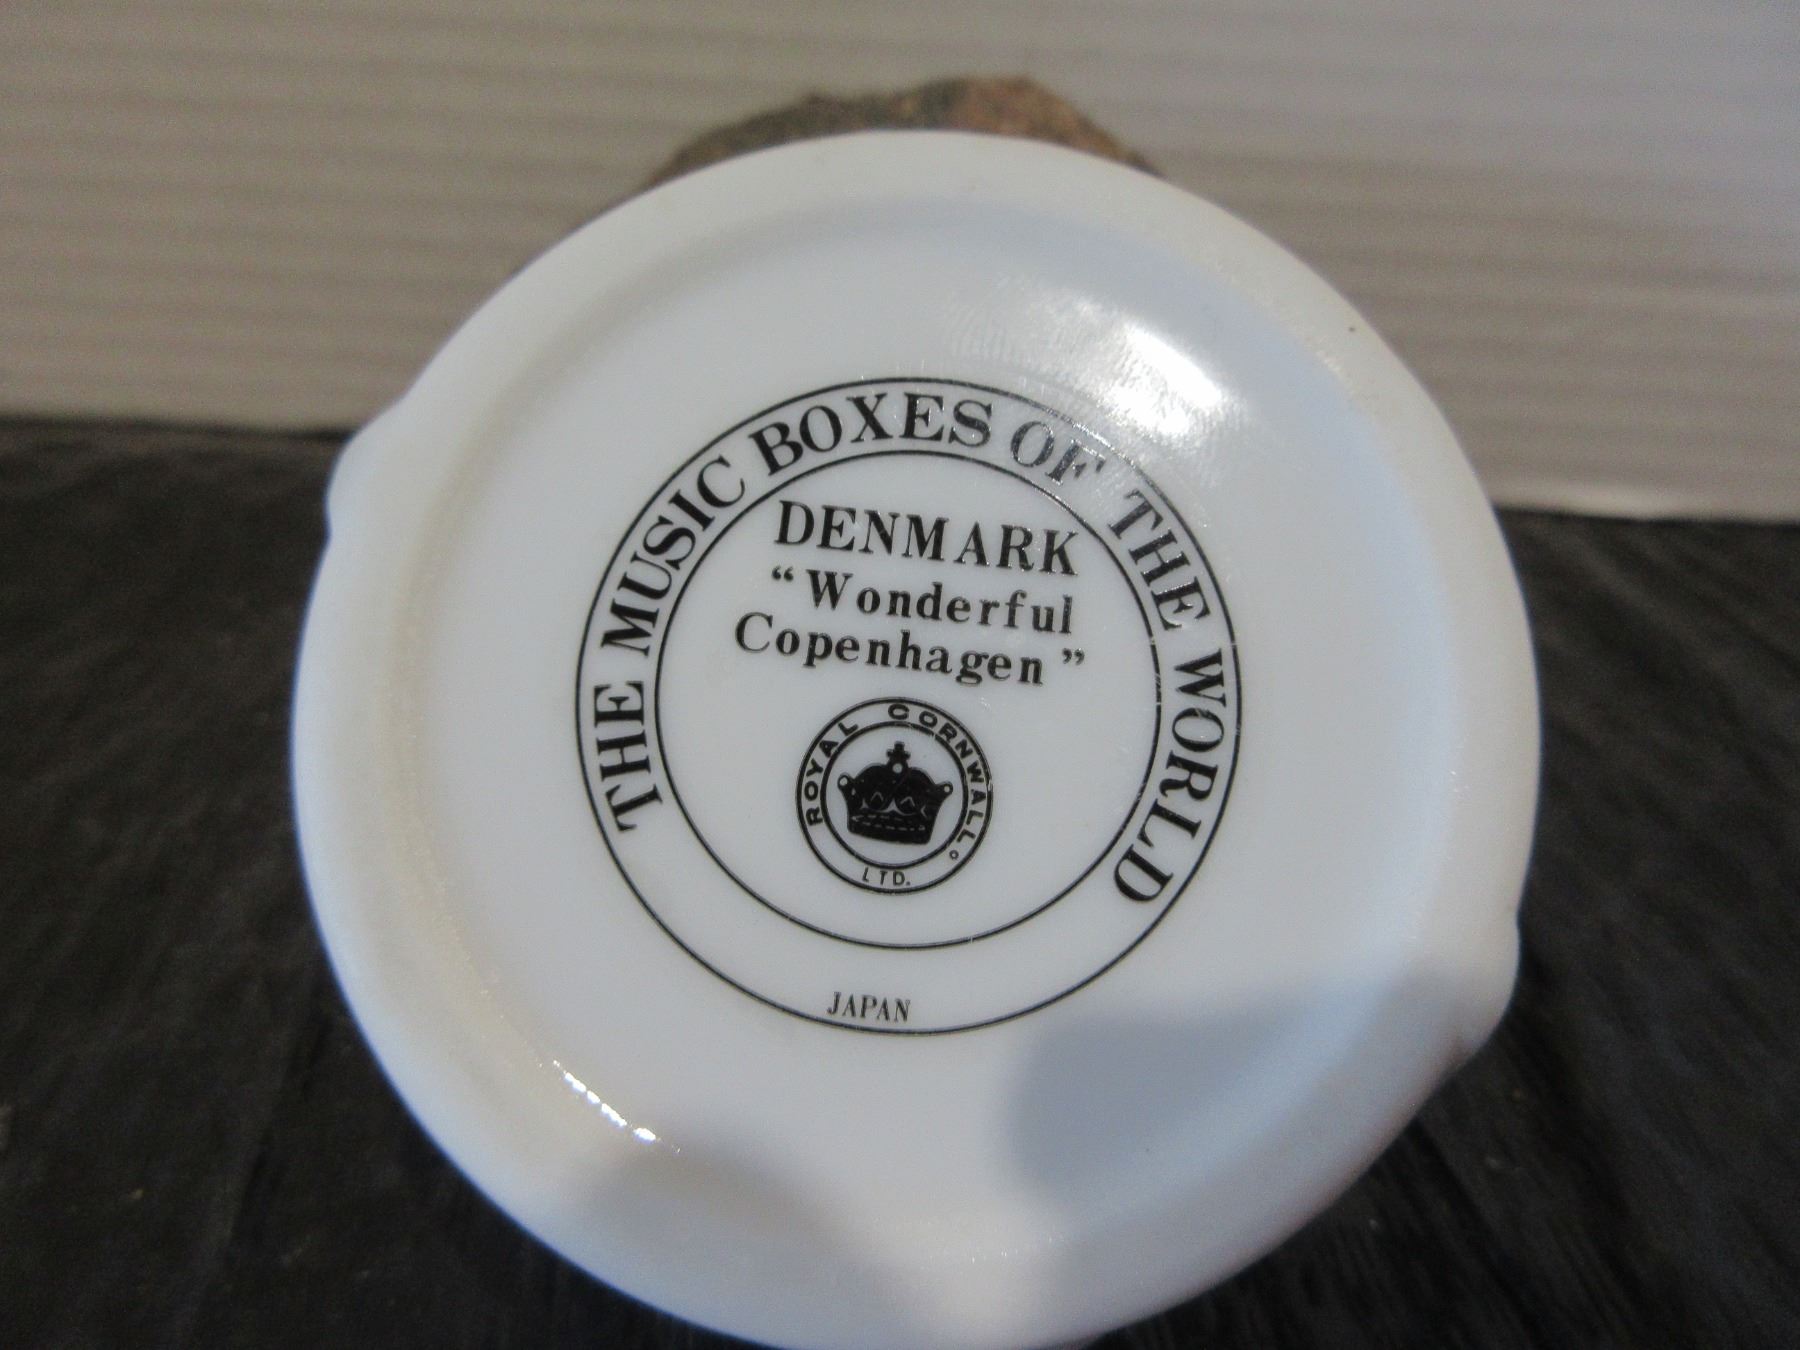 THE MUSIC BOXES OF THE WORLD
DENMARK
“Wonderful
Copenhagen”
ROYAL CORNWALL
LTD.
JAPAN